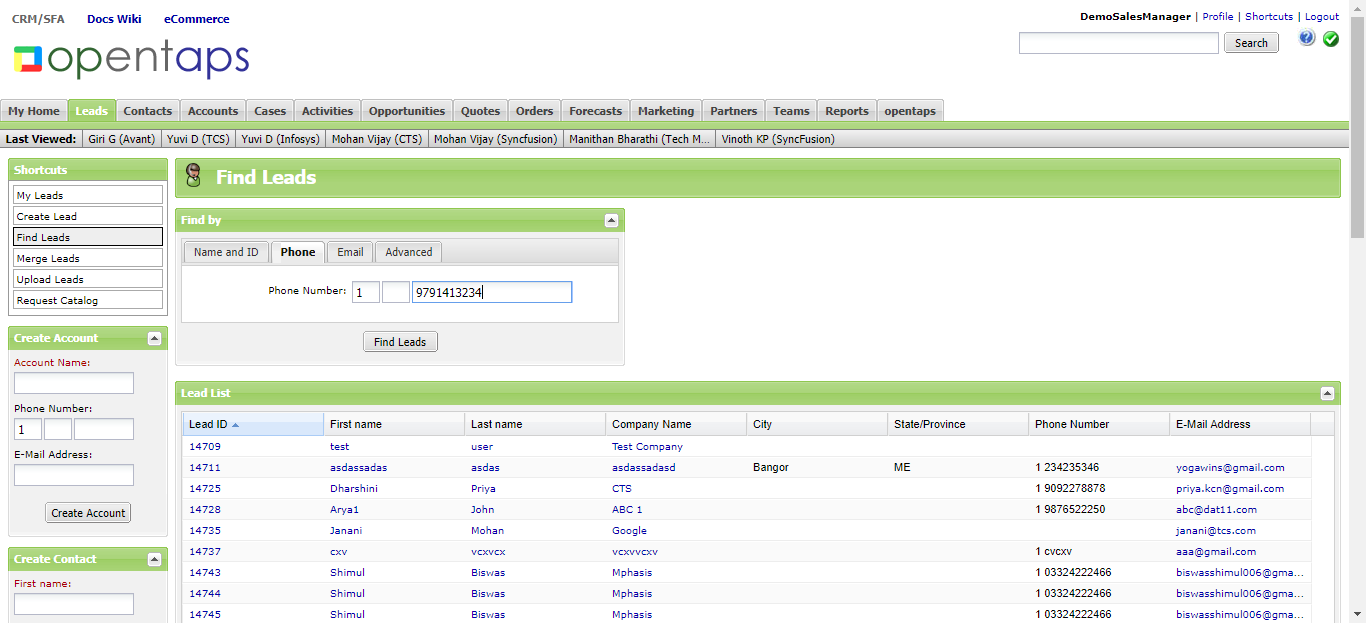 CRM/SFA Docs Wiki eCommerce
DemoSalesManager | Profile | Shortcuts | Logout
opentaps
Search
?
My Home Leads Contacts Accounts Cases Activities Opportunities Quotes Orders Forecasts Marketing Partners Teams Reports opentaps
Last Viewed: Giri G (Avant) Yuvi D (TCS) Yuvi D (Infosys) Mohan Vijay (CTS) Mohan Vijay (Syncfusion) Manithan Bharathi (Tech M... Vinoth KP (SyncFusion)
Shortcuts
My Leads
Create Lead
Find Leads
Merge Leads
Upload Leads
Request Catalog
Create Account
Account Name:
Phone Number:
1
E-Mail Address:
Create Account
Create Contact
First name:
Find Leads
Find by
Name and ID Phone Email Advanced
Phone Number: 1 9791413234
Find Leads
Lead List
Lead ID First name Last name Company Name City State/Province Phone Number E-Mail Address
14709 test user Test Company
14711 asdassadas asdas asdassadasd Bangor ME 1 234235346 yogawins@gmail.com
14725 Dharshini Priya CTS 1 9092278878 priya.kcn@gmail.com
14728 Arya1 John ABC 1 1 9876522250 abc@dat11.com
14735 Janani Mohan Google janani@tcs.com
14737 cxv vcxvcx vcxvvcxv 1 cvcxv aaa@gmail.com
14743 Shimul Biswas Mphasis 1 03324222466 biswasshimul006@gma...
14744 Shimul Biswas Mphasis 1 03324222466 biswasshimul006@gma...
14745 Shimul Biswas Mphasis 1 03324222466 biswasshimul006@gma...